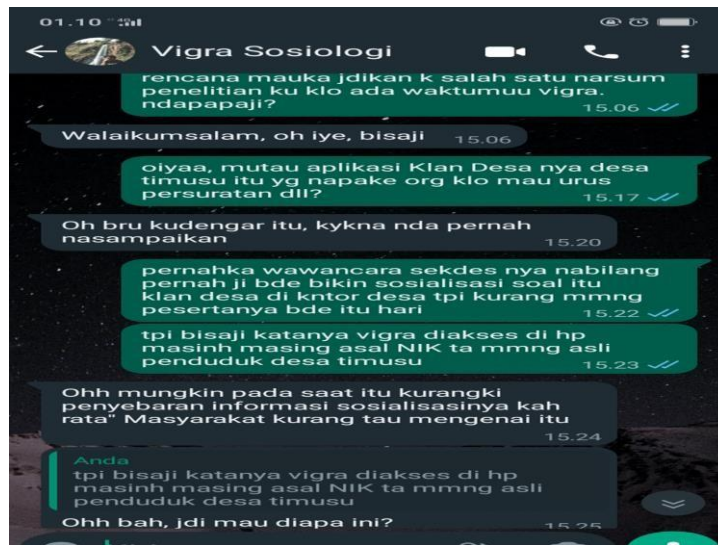 01.10
Vigra Sosiologi
rencana mauka jdikan k salah satu narsum
penelitian ku klo ada waktumuu vigra.
ndapapaji?
15.06
Walaikumsalam, oh iye, bisaji
15.06
oiyaa, mutau aplikasi Klan Desa nya desa
timusu itu yg napake org klo mau urus
persuratan dll?
15.17
Oh bru kudengar itu, kykna nda pernah
nasampaikan
15.20
pernahka wawancara sekdes nya nabilang
pernah ji bde bikin sosialisasi soal itu
klan desa di kntor desa tpi kurang mmng
pesertanya bde itu hari
15.22
tpi bisaji katanya vigra diakses di hp
masinh masing asal NIK ta mmng asli
penduduk desa timusu
15.23
Ohh mungkin pada saat itu kurangki
penyebaran informasi sosialisasinya kah
rata" Masyarakat kurang tau mengenai itu
15.24
Anda
tpi bisaji katanya vigra diakses di hp
masinh masing asal NIK ta mmng asli
penduduk desa timusu
Ohh bah, jdi mau diapa ini?
15.25